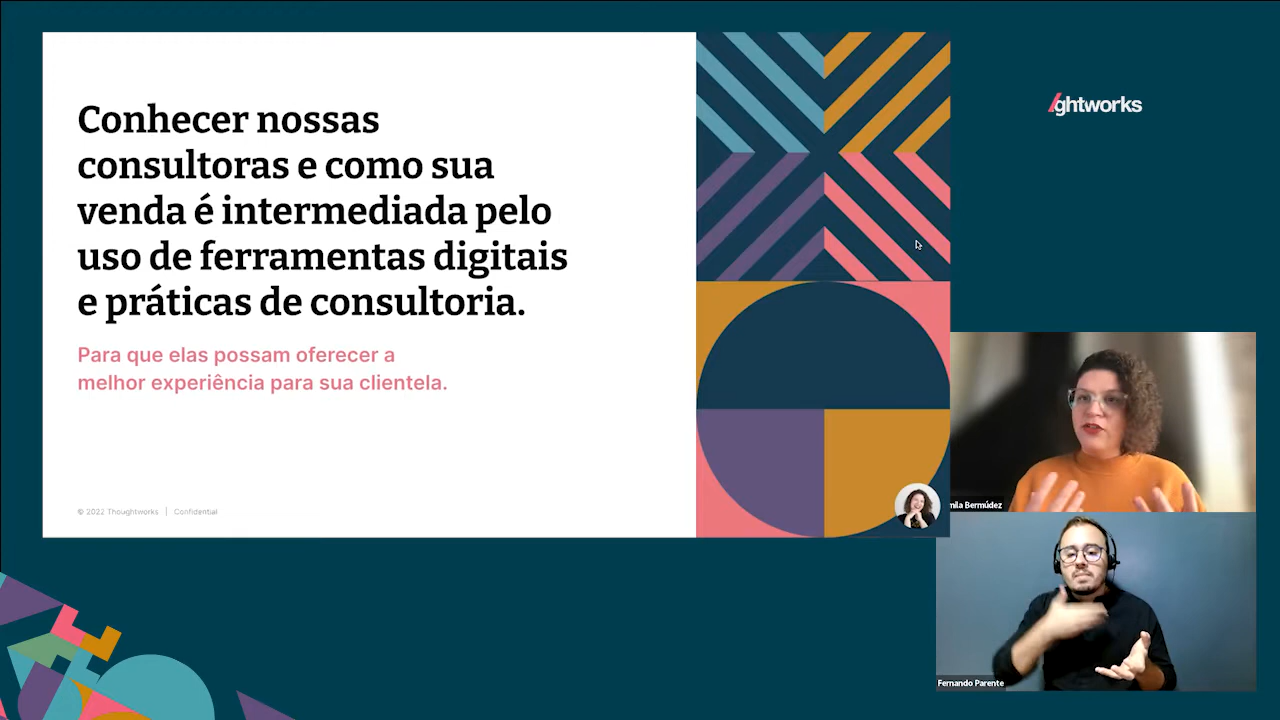 Conhecer nossas
consultoras e como sua
venda é intermediada pelo
uso de ferramentas digitais
e práticas de consultoria.
Para que elas possam oferecer a
melhor experiência para sua clientela.
© 2022 Thoughtworks | Confidential
/ghtworks
mila Bermúdez
Fernando Parente